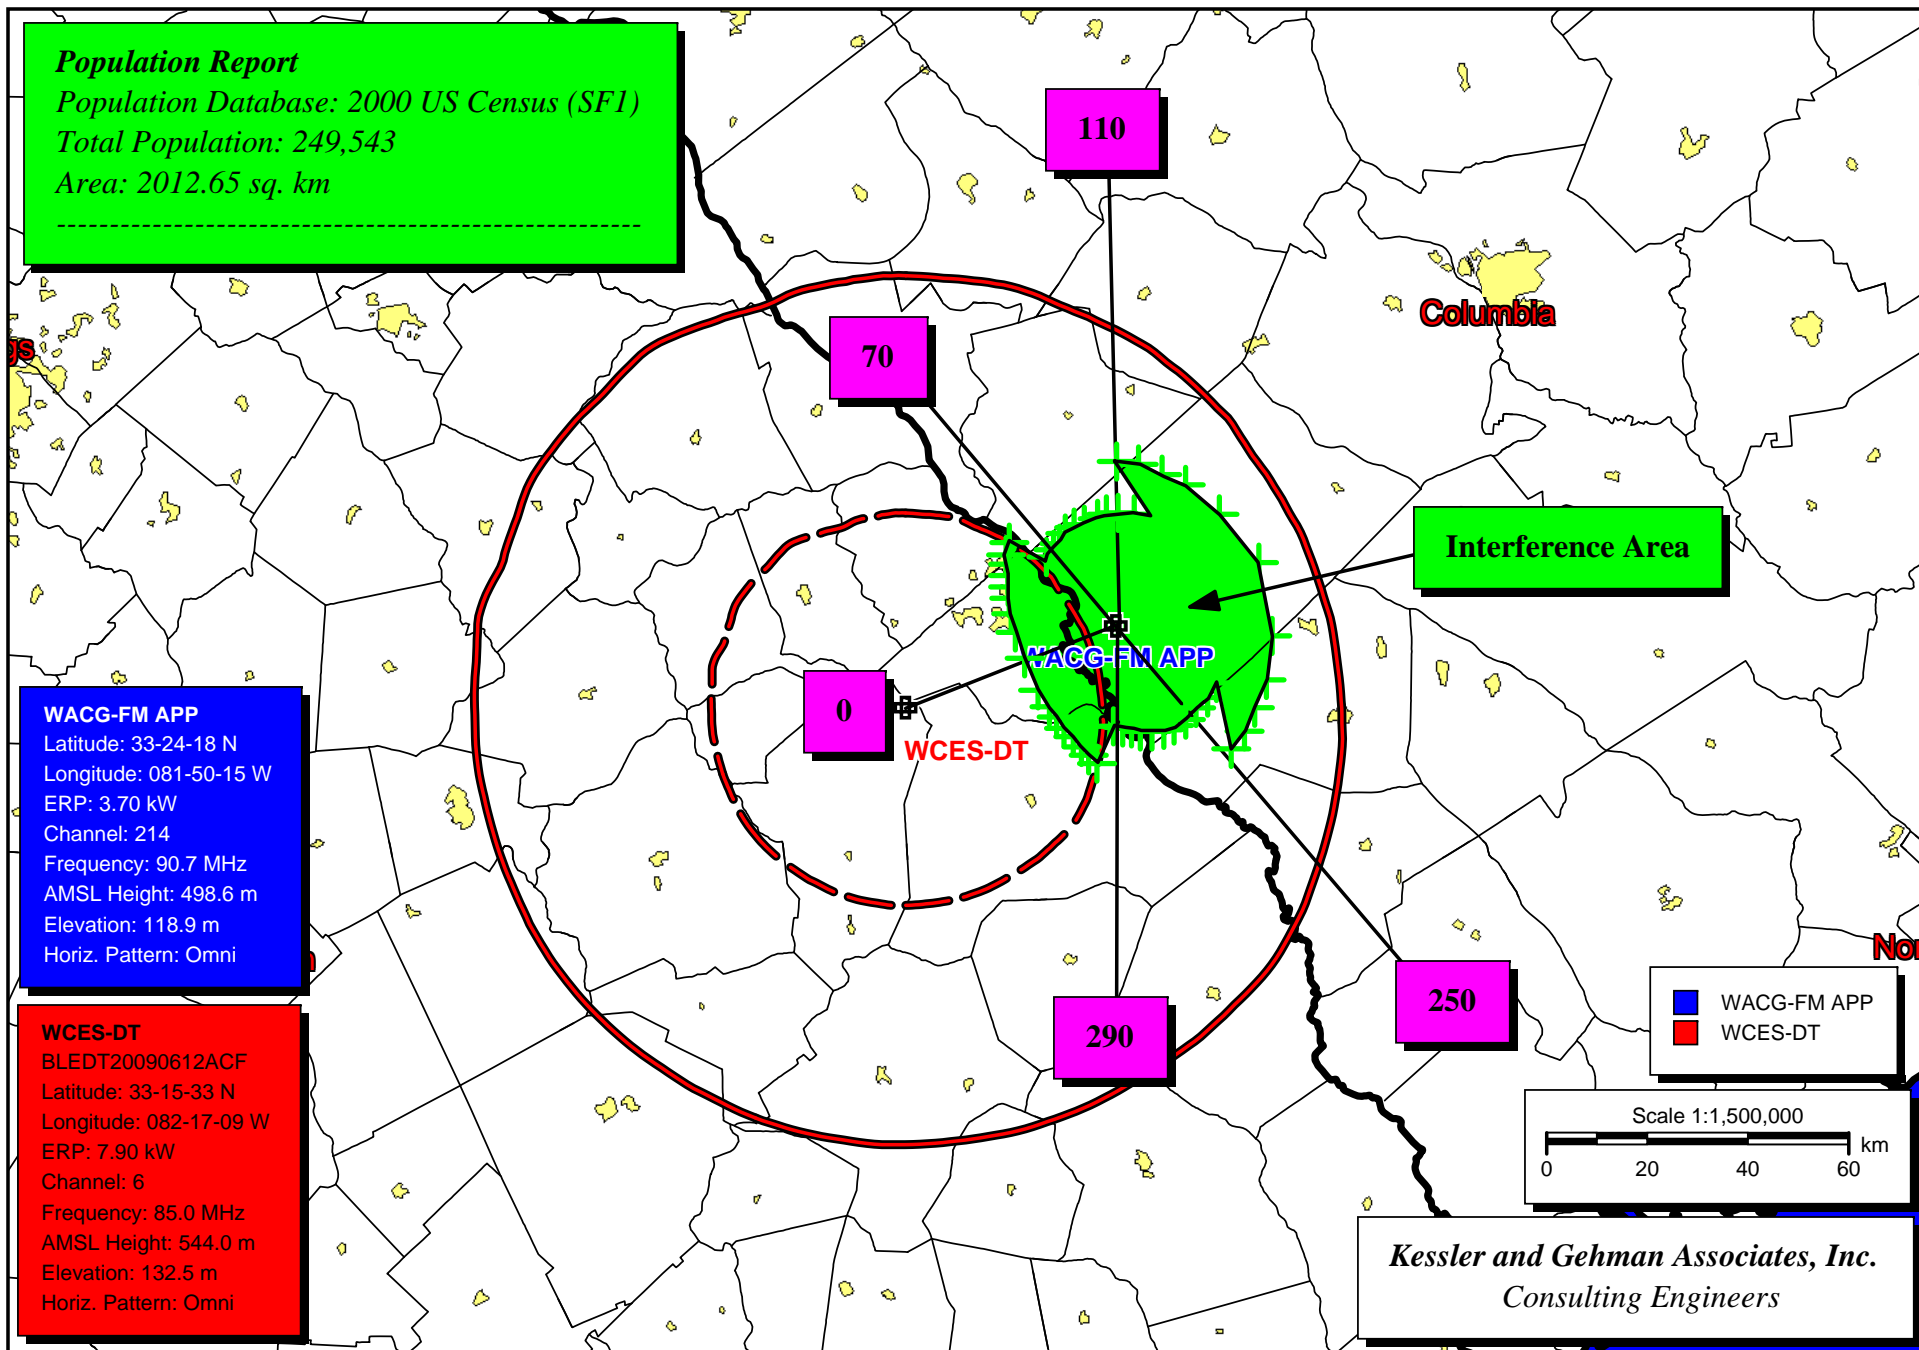 Population Report
Population Database: 2000 US Census (SF1)
Total Population: 249,543
Area: 2012.65 sq. km
-------------------------------------------------------
110
Columbia
gs
70
Interference Area
WACG-FM APP
0
WCES-DT
WACG-FM APP
Latitude: 33-24-18 N
Longitude: 081-50-15 W
ERP: 3.70 kW
Channel: 214
Frequency: 90.7 MHz
AMSL Height: 498.6 m
Elevation: 118.9 m
Horiz. Pattern: Omni
n
Nor
250
290
WACG-FM APP
WCES-DT
WCES-DT
BLEDT20090612ACF
Latitude: 33-15-33 N
Longitude: 082-17-09 W
ERP: 7.90 kW
Channel: 6
Frequency: 85.0 MHz
AMSL Height: 544.0 m
Elevation: 132.5 m
Horiz. Pattern: Omni
Scale 1:1,500,000
km
0 20 40 60
Kessler and Gehman Associates, Inc.
Consulting Engineers